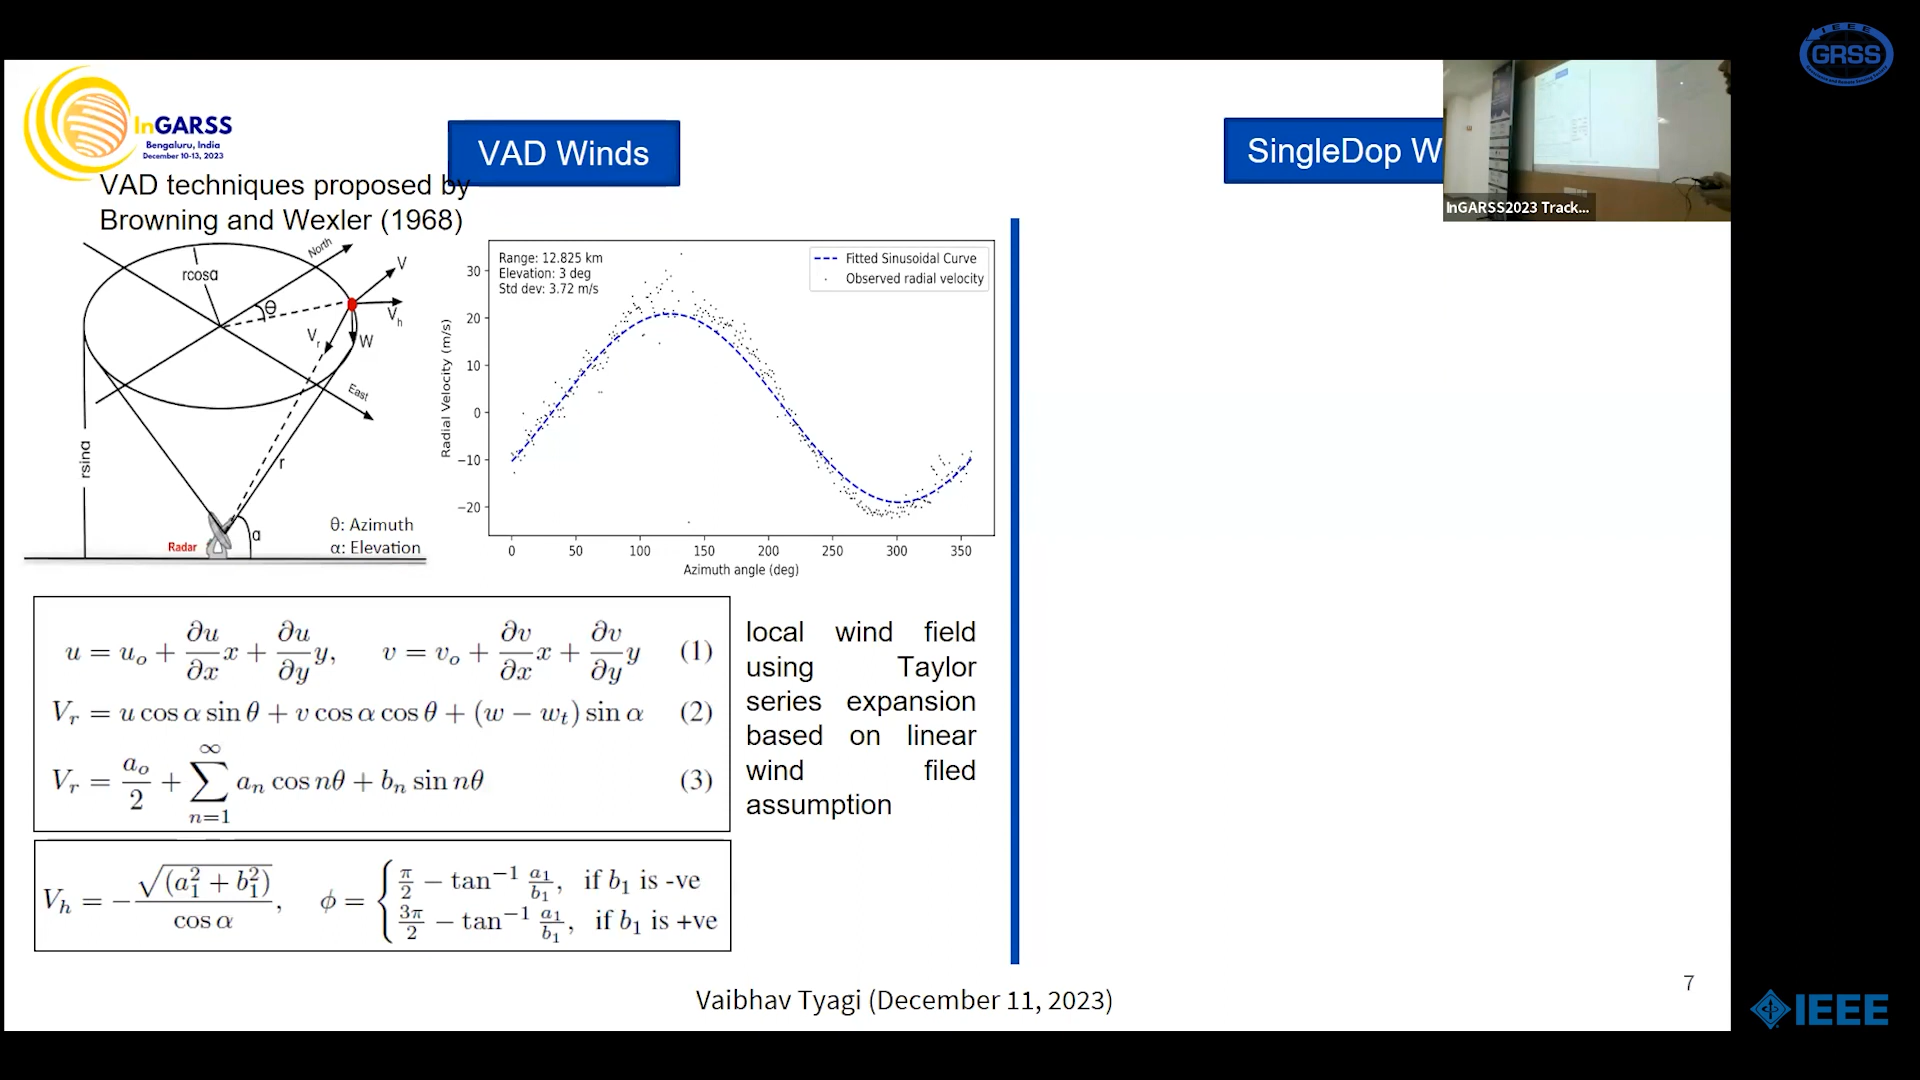 IEEE
GRSS
InGARSS
Bengaluru, India
December 10-13, 2023
VAD Winds
SingleDop W
InGARSS2023 Track...
VAD techniques proposed by
Browning and Wexler (1968)
North
V
rcosα
θ
V_h
V_r
W
East
rsinα
r
α
Radar
θ: Azimuth
α: Elevation
Range: 12.825 km
Elevation: 3 deg
Std dev: 3.72 m/s
Fitted Sinusoidal Curve
Observed radial velocity
Radial Velocity (m/s)
30
20
10
0
−10
−20
0 50 100 150 200 250 300 350
Azimuth angle (deg)
u = u_o + ∂u/∂x x + ∂u/∂y y, v = v_o + ∂v/∂x x + ∂v/∂y y (1)
V_r = u cos α sin θ + v cos α cos θ + (w − w_t) sin α (2)
V_r = a_o/2 + ∑_{n=1}^{∞} a_n cos nθ + b_n sin nθ (3)
local wind field
using Taylor
series expansion
based on linear
wind filed
assumption
V_h = −√(a_1^2 + b_1^2)/cos α, φ = { π/2 − tan^{−1} a_1/b_1, if b_1 is -ve
3π/2 − tan^{−1} a_1/b_1, if b_1 is +ve
7
Vaibhav Tyagi (December 11, 2023)
IEEE